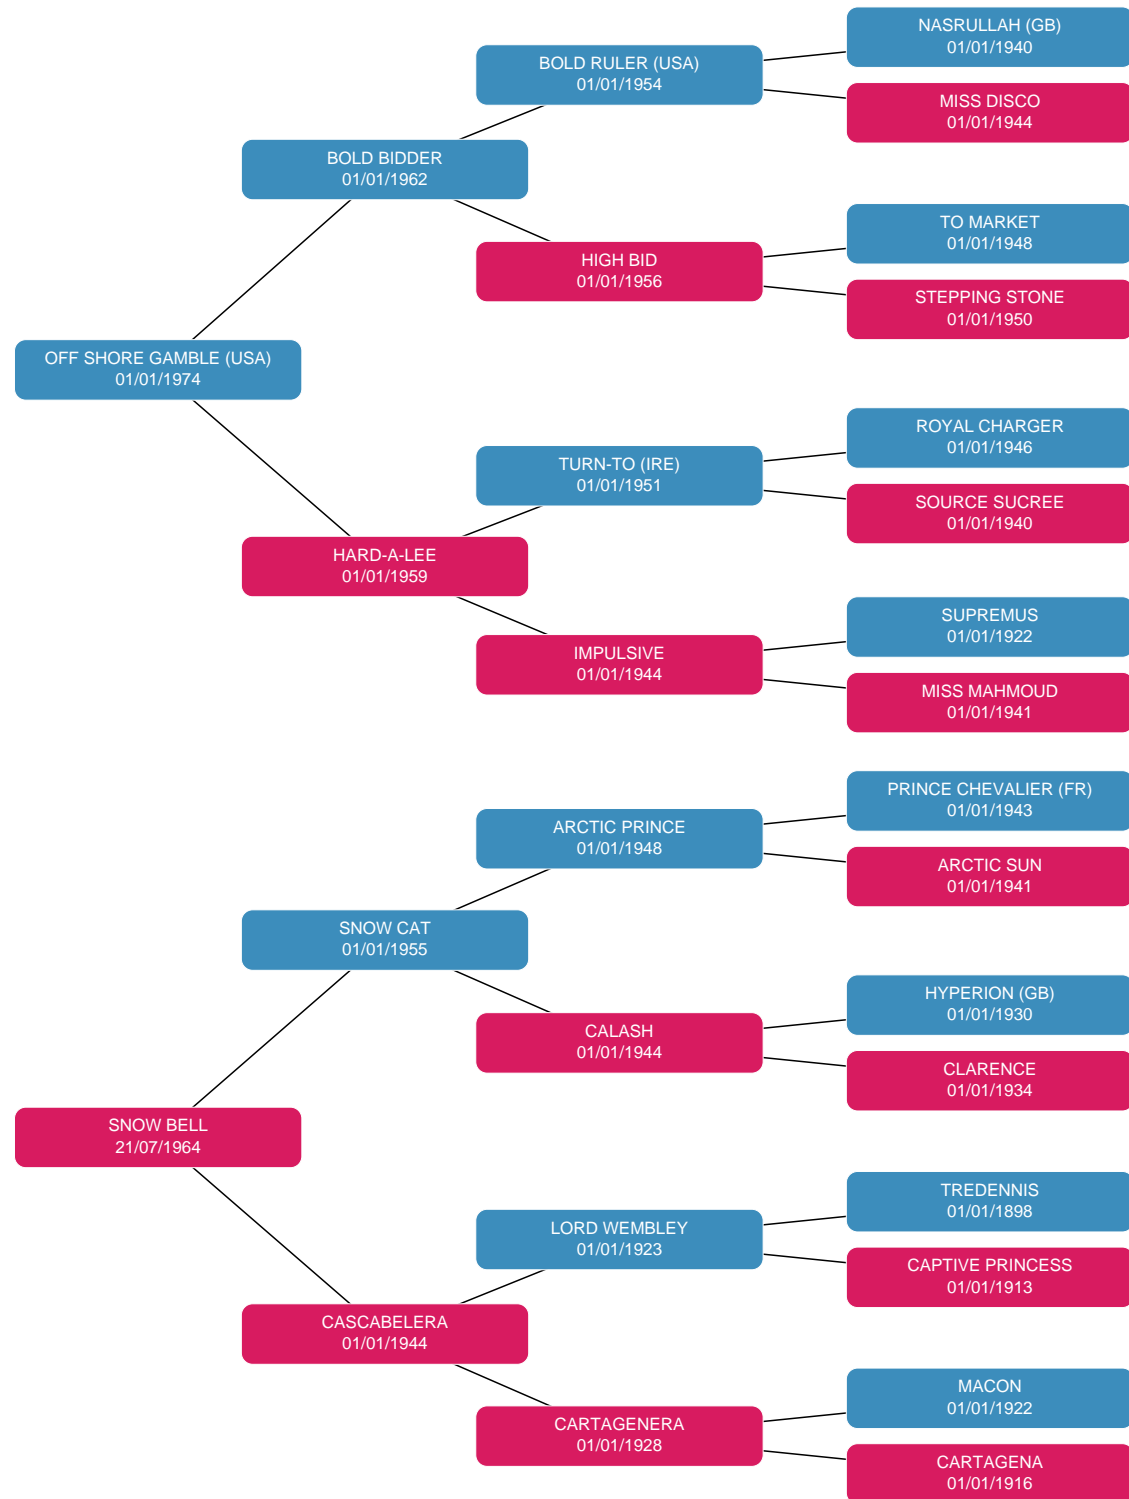 NASRULLAH (GB)
01/01/1940
BOLD RULER (USA)
01/01/1954
MISS DISCO
01/01/1944
BOLD BIDDER
01/01/1962
TO MARKET
01/01/1948
HIGH BID
01/01/1956
STEPPING STONE
01/01/1950
OFF SHORE GAMBLE (USA)
01/01/1974
ROYAL CHARGER
01/01/1946
TURN-TO (IRE)
01/01/1951
SOURCE SUCREE
01/01/1940
HARD-A-LEE
01/01/1959
SUPREMUS
01/01/1922
IMPULSIVE
01/01/1944
MISS MAHMOUD
01/01/1941
PRINCE CHEVALIER (FR)
01/01/1943
ARCTIC PRINCE
01/01/1948
ARCTIC SUN
01/01/1941
SNOW CAT
01/01/1955
HYPERION (GB)
01/01/1930
CALASH
01/01/1944
CLARENCE
01/01/1934
SNOW BELL
21/07/1964
TREDENNIS
01/01/1898
LORD WEMBLEY
01/01/1923
CAPTIVE PRINCESS
01/01/1913
CASCABELERA
01/01/1944
MACON
01/01/1922
CARTAGENERA
01/01/1928
CARTAGENA
01/01/1916